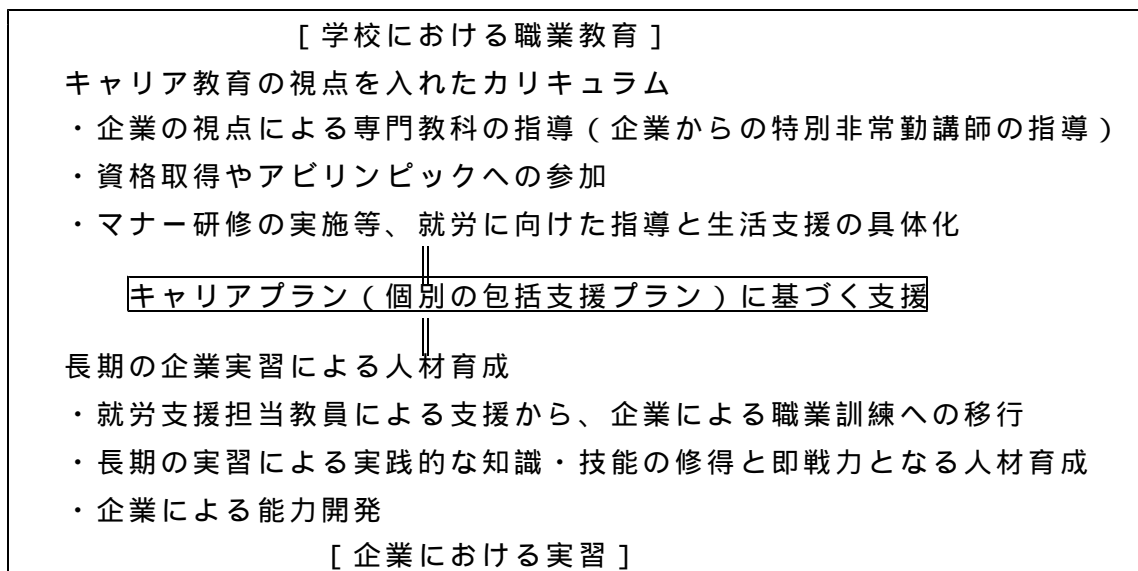 [学校における職業教育]
キャリア教育の視点を入れたカリキュラム
・企業の視点による専門教科の指導(企業からの特別非常勤講師の指導)
・資格取得やアビリンピックへの参加
・マナー研修の実施等、就労に向けた指導と生活支援の具体化
キャリアプラン(個別の包括支援プラン)に基づく支援
長期の企業実習による人材育成
・就労支援担当教員による支援から、企業による職業訓練への移行
・長期の実習による実践的な知識・技能の修得と即戦力となる人材育成
・企業による能力開発
[企業における実習]